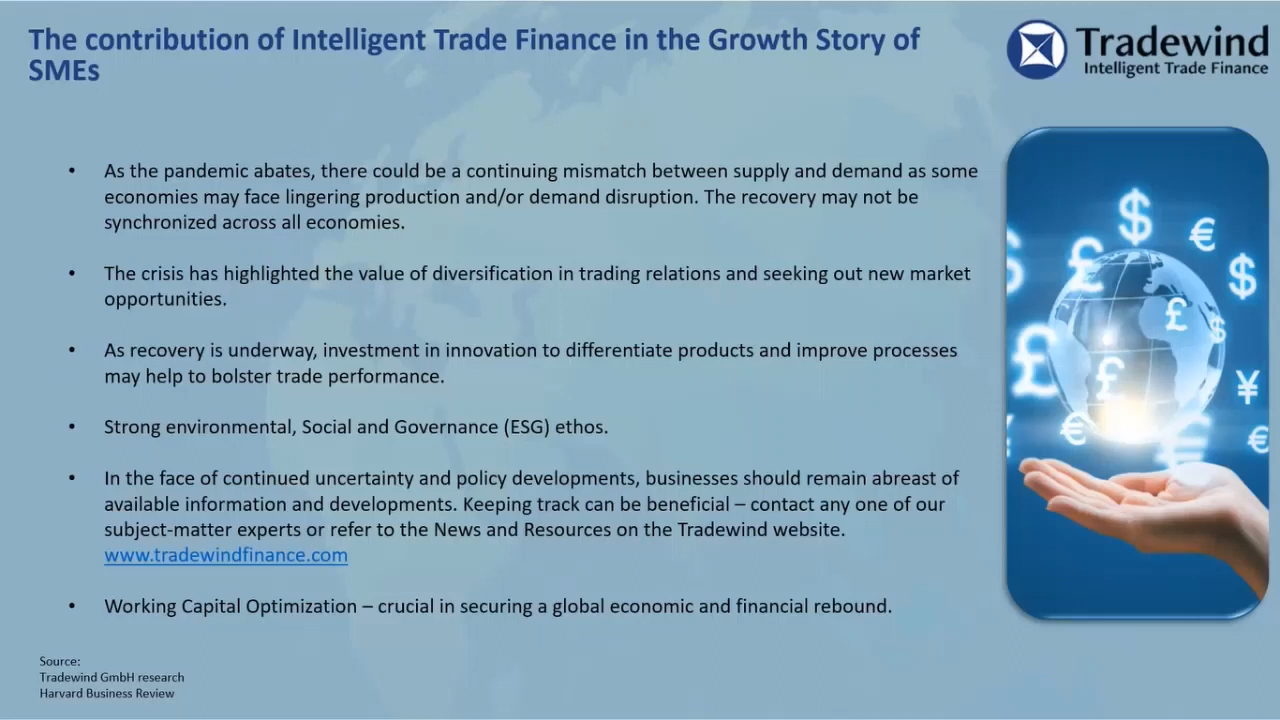 The contribution of Intelligent Trade Finance in the Growth Story of
SMEs
Tradewind
Intelligent Trade Finance
• As the pandemic abates, there could be a continuing mismatch between supply and demand as some
economies may face lingering production and/or demand disruption. The recovery may not be
synchronized across all economies.
• The crisis has highlighted the value of diversification in trading relations and seeking out new market
opportunities.
• As recovery is underway, investment in innovation to differentiate products and improve processes
may help to bolster trade performance.
• Strong environmental, Social and Governance (ESG) ethos.
• In the face of continued uncertainty and policy developments, businesses should remain abreast of
available information and developments. Keeping track can be beneficial – contact any one of our
subject-matter experts or refer to the News and Resources on the Tradewind website.
www.tradewindfinance.com
• Working Capital Optimization – crucial in securing a global economic and financial rebound.
Source:
Tradewind GmbH research
Harvard Business Review